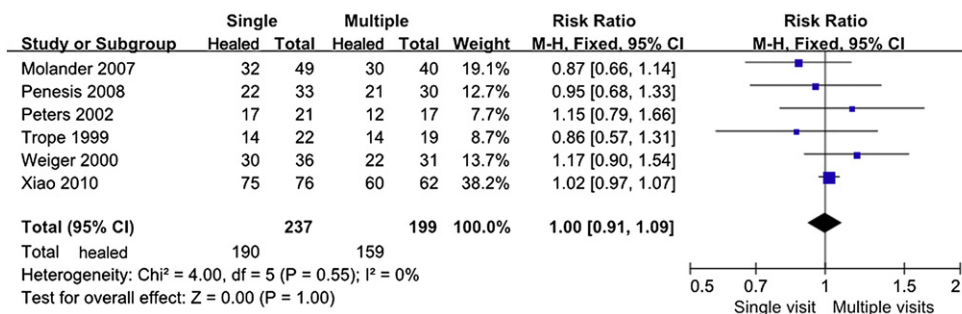 Single Multiple Risk Ratio Risk Ratio
Study or Subgroup Healed Total Healed Total Weight M-H, Fixed, 95% CI M-H, Fixed, 95% CI
Molander 2007 32 49 30 40 19.1% 0.87 [0.66, 1.14]
Penesis 2008 22 33 21 30 12.7% 0.95 [0.68, 1.33]
Peters 2002 17 21 12 17 7.7% 1.15 [0.79, 1.66]
Trope 1999 14 22 14 19 8.7% 0.86 [0.57, 1.31]
Weiger 2000 30 36 22 31 13.7% 1.17 [0.90, 1.54]
Xiao 2010 75 76 60 62 38.2% 1.02 [0.97, 1.07]
Total (95% CI) 237 199 100.0% 1.00 [0.91, 1.09]
Total healed 190 159
Heterogeneity: Chi² = 4.00, df = 5 (P = 0.55); I² = 0%
Test for overall effect: Z = 0.00 (P = 1.00)
0.5 0.7 1 1.5 2
Single visit Multiple visits